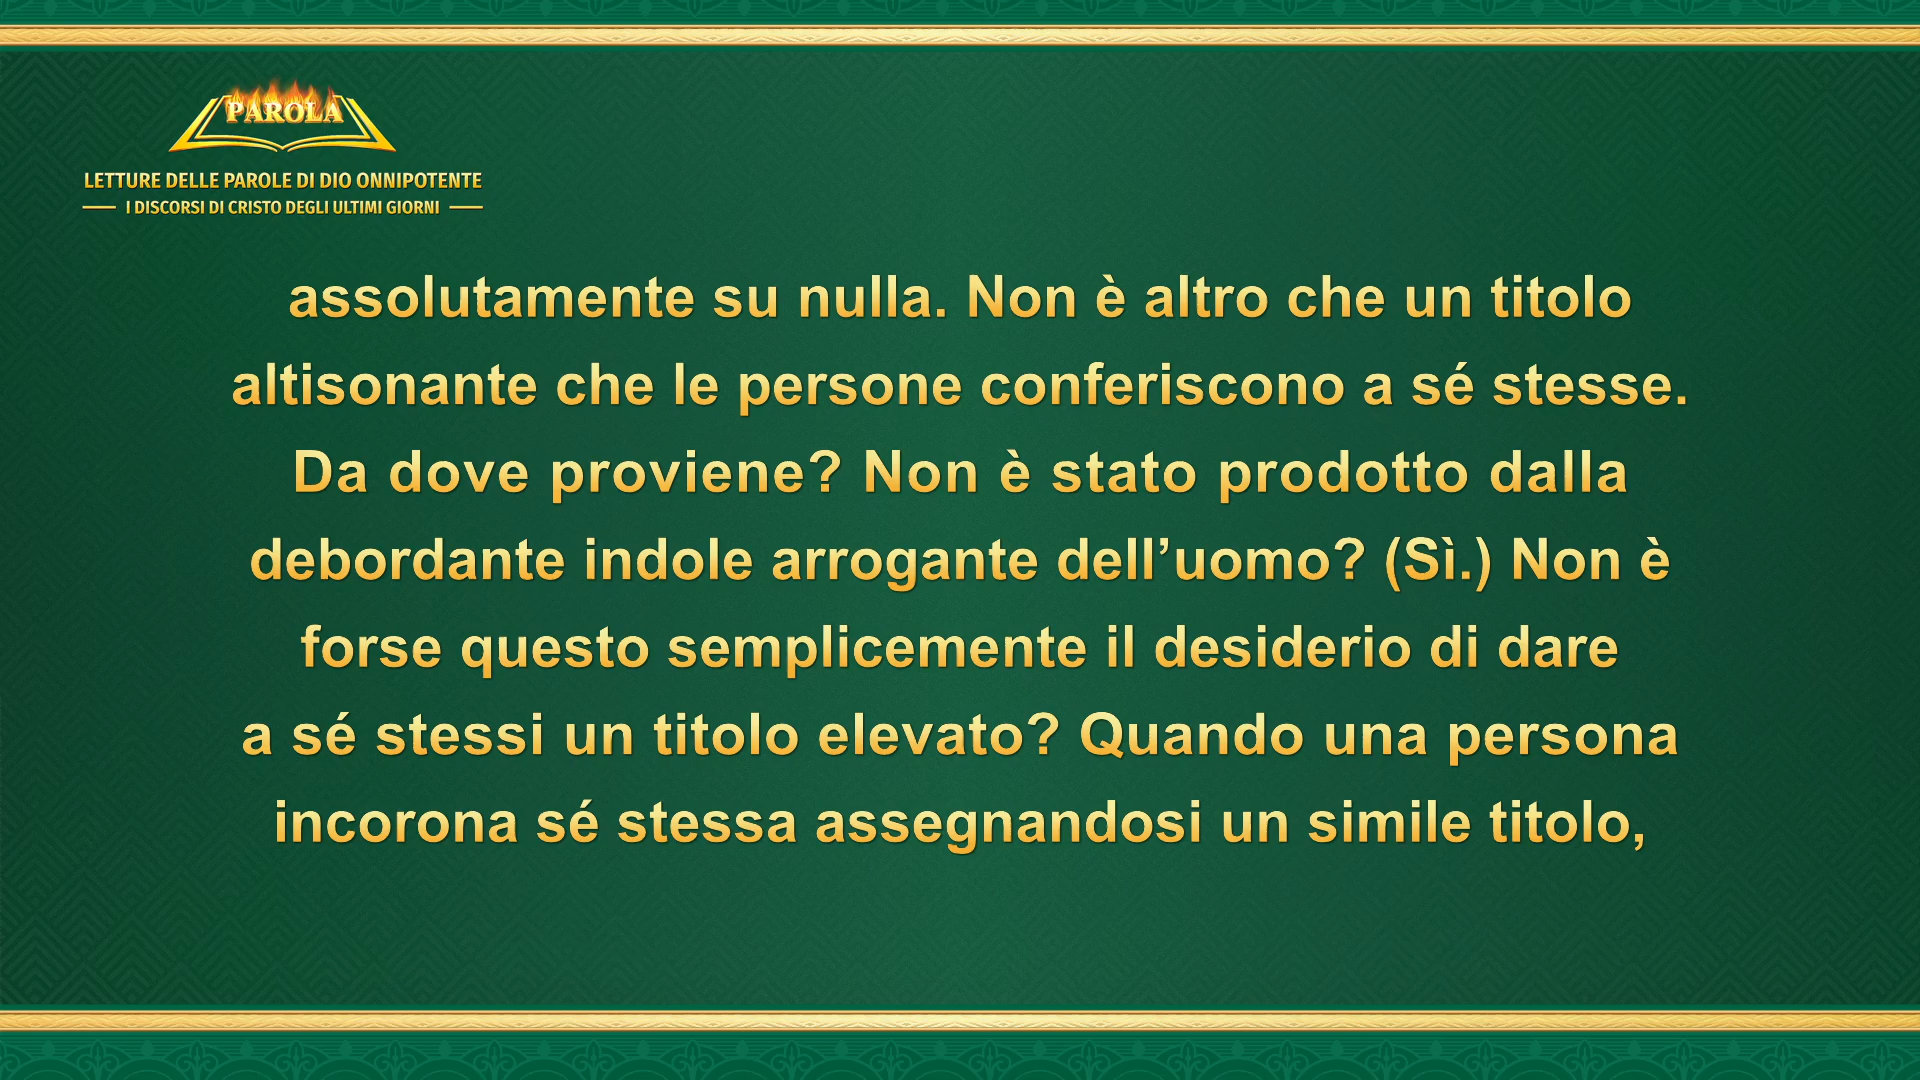 PAROLA
LETTURE DELLE PAROLE DI DIO ONNIPOTENTE
I DISCORSI DI CRISTO DEGLI ULTIMI GIORNI
assolutamente su nulla. Non è altro che un titolo
altisonante che le persone conferiscono a sé stesse.
Da dove proviene? Non è stato prodotto dalla
debordante indole arrogante dell’uomo? (Sì.) Non è
forse questo semplicemente il desiderio di dare
a sé stessi un titolo elevato? Quando una persona
incorona sé stessa assegnandosi un simile titolo,